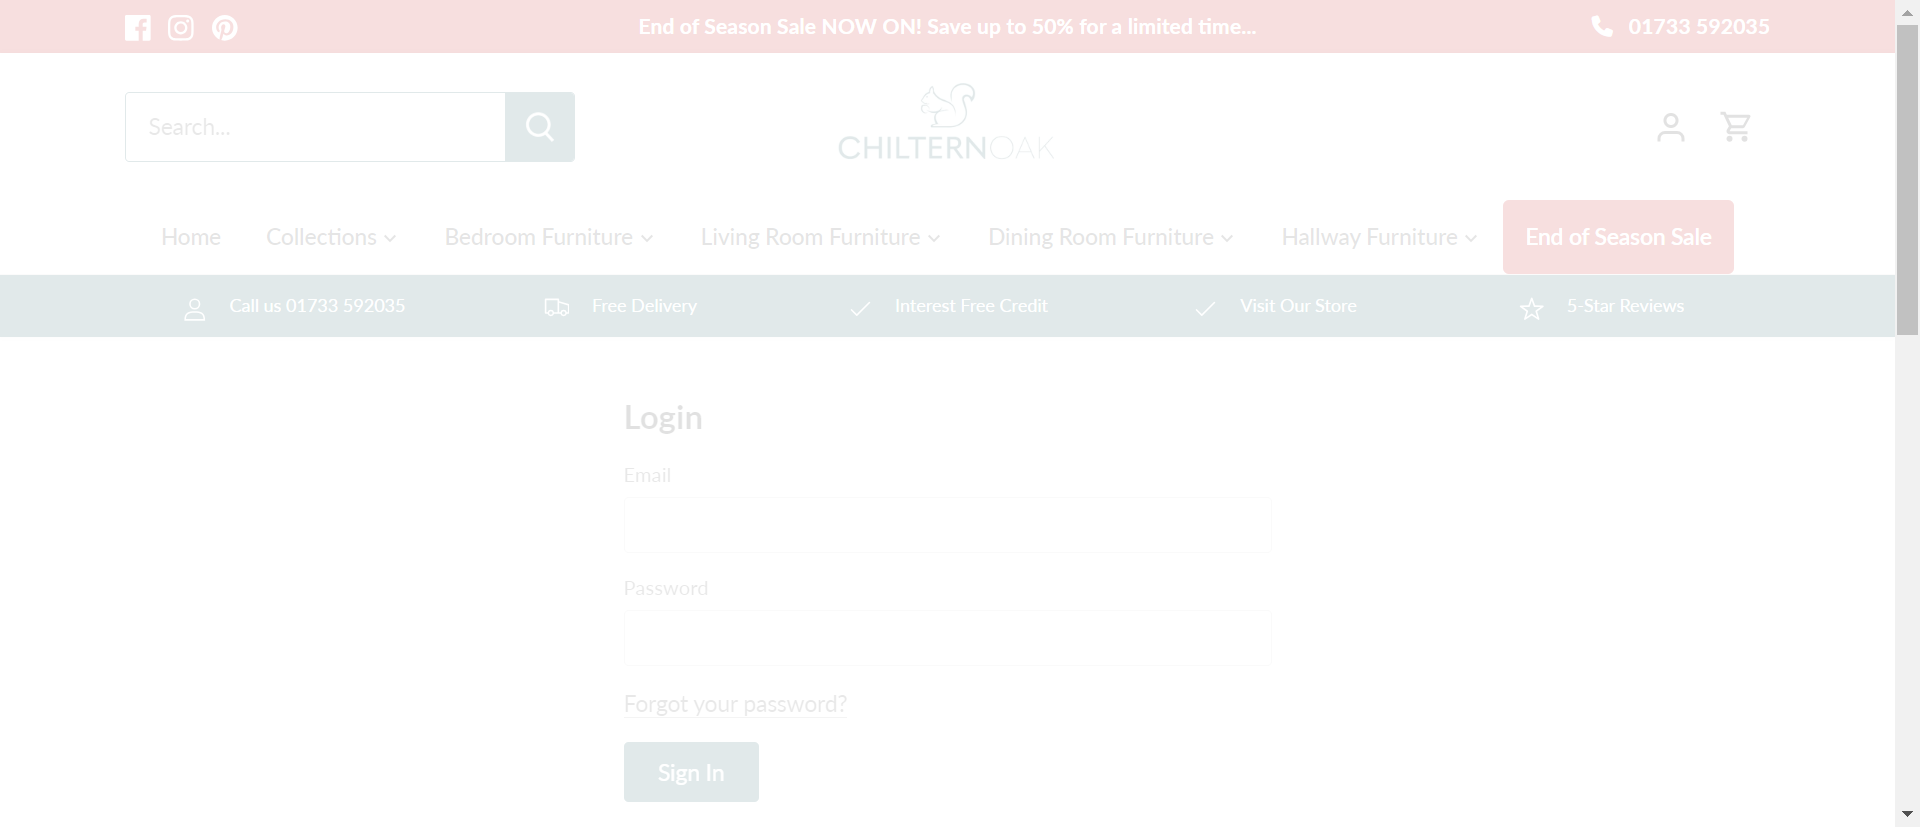 End of Season Sale NOW ON! Save up to 50% for a limited time...
01733 592035
Search...
CHILTERNOAK
Home
Collections
Bedroom Furniture
Living Room Furniture
Dining Room Furniture
Hallway Furniture
End of Season Sale
Call us 01733 592035
Free Delivery
Interest Free Credit
Visit Our Store
5-Star Reviews
Login
Email
Password
Forgot your password?
Sign In